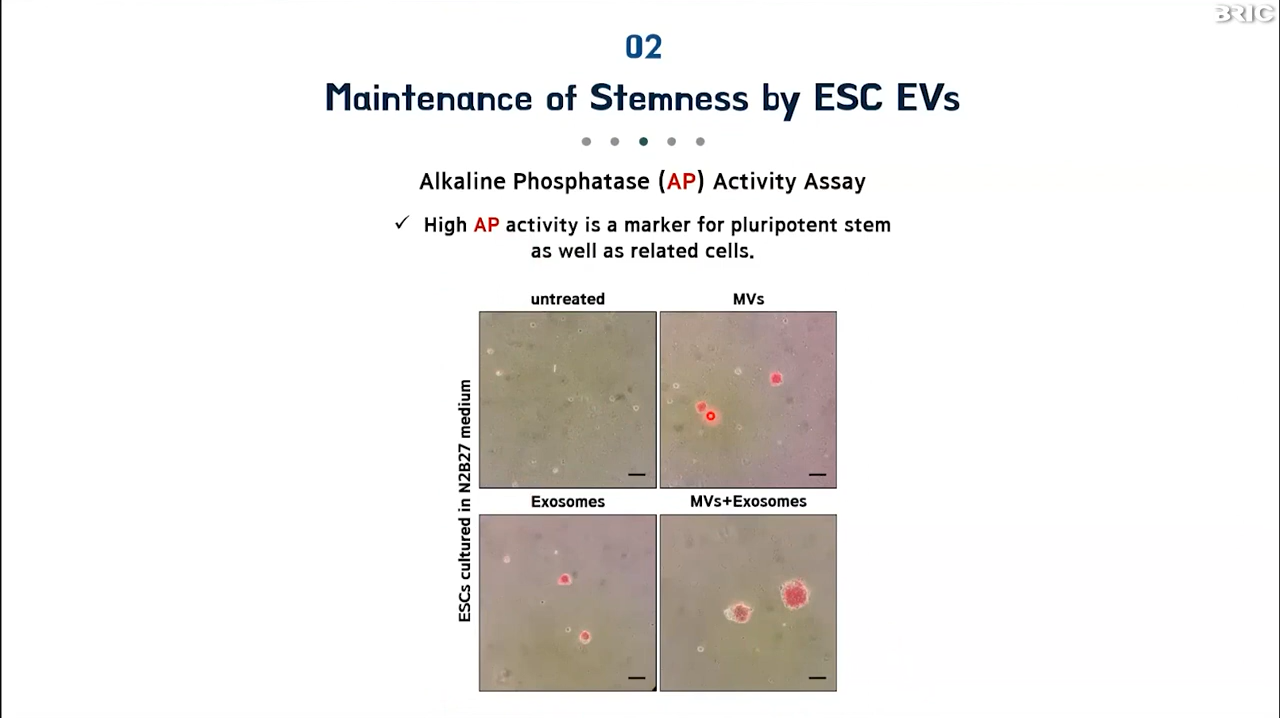 BRIC
02
Maintenance of Stemness by ESC EVs
Alkaline Phosphatase (AP) Activity Assay
✓ High AP activity is a marker for pluripotent stem
as well as related cells.
untreated
MVs
ESCs cultured in N2B27 medium
Exosomes
MVs+Exosomes